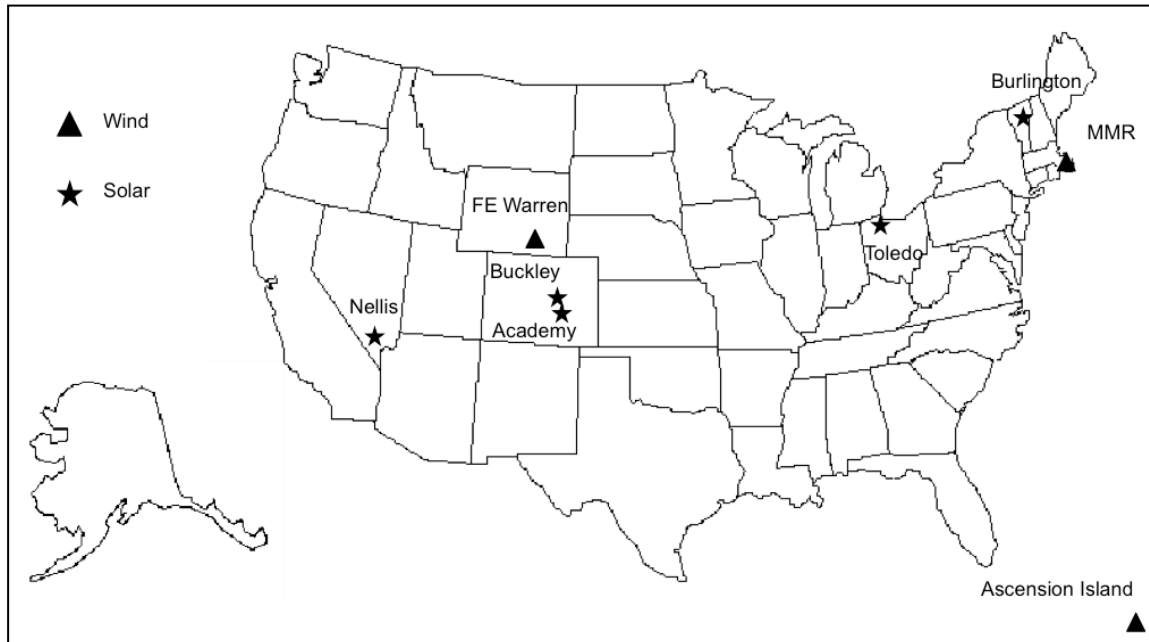 Burlington
Wind
MMR
Solar
FE Warren
Toledo
Buckley
Nellis
Academy
Ascension Island